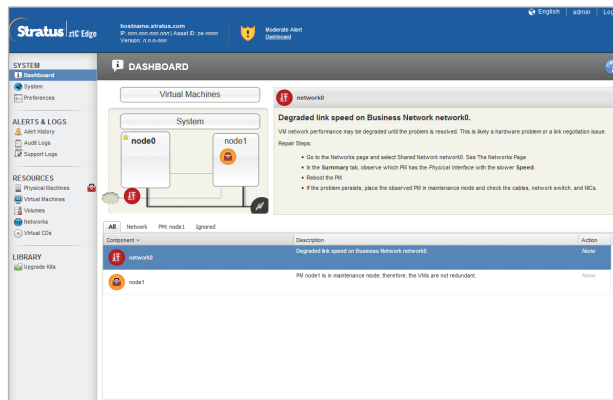 Stratus ztC Edge
hostname.stratus.com
IP: nnn.nnn.nnn.nnn | Asset ID: ze-nnnn
Version: n.n.n-nnn
Moderate Alert
Dashboard
English | admin | Log
SYSTEM
Dashboard
System
Preferences
ALERTS & LOGS
Alert History
Audit Logs
Support Logs
RESOURCES
Physical Machines
Virtual Machines
Volumes
Networks
Virtual CDs
LIBRARY
Upgrade Kits
DASHBOARD
Virtual Machines
System
node0
node1
network0
Degraded link speed on Business Network network0.
VM network performance may be degraded until the problem is resolved. This is likely a hardware problem or a link negotiation issue.
Repair Steps:
• Go to the Networks page and select Shared Network network0. See The Networks Page
• In the Summary tab, observe which PM has the Physical Interface with the slower Speed.
• Reboot the PM
• If the problem persists, place the observed PM in maintenance mode and check the cables, network switch, and NICs.
All Network PM: node1 Ignored
Component Description Action
network0 Degraded link speed on Business Network network0 None
node1 PM node1 is in maintenance mode; therefore, the VMs are not redundant. None